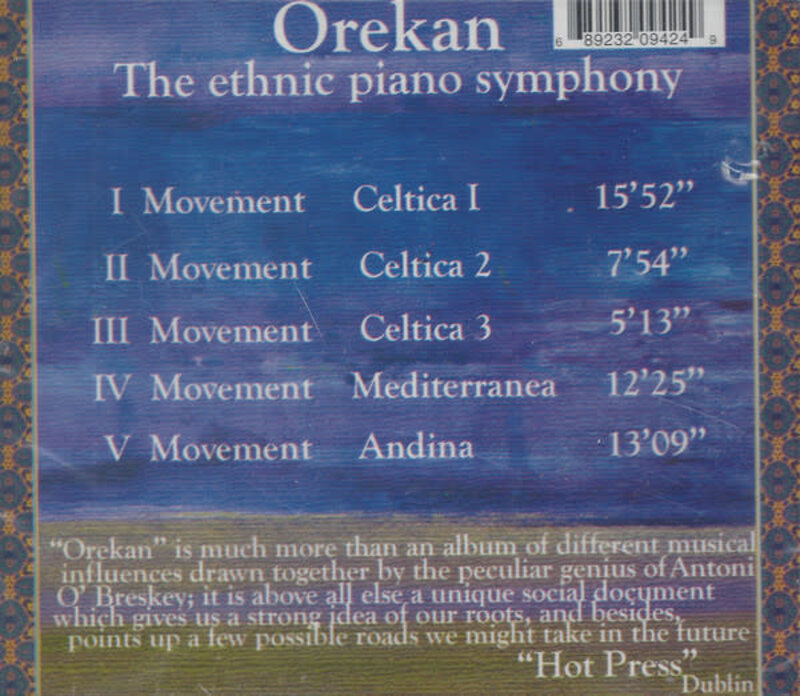 6 89232 09424 9
Orekan
The ethnic piano symphony
I Movement Celtica I 15’52”
II Movement Celtica 2 7’54”
III Movement Celtica 3 5’13”
IV Movement Mediterranea 12’25”
V Movement Andina 13’09”
“Orekan” is much more than an album of different musical
influences drawn together by the peculiar genius of Antoni
O’ Breskey; it is above all else a unique social document
which gives us a strong idea of our roots, and besides,
points up a few possible roads we might take in the future
“Hot Press”
Dublin